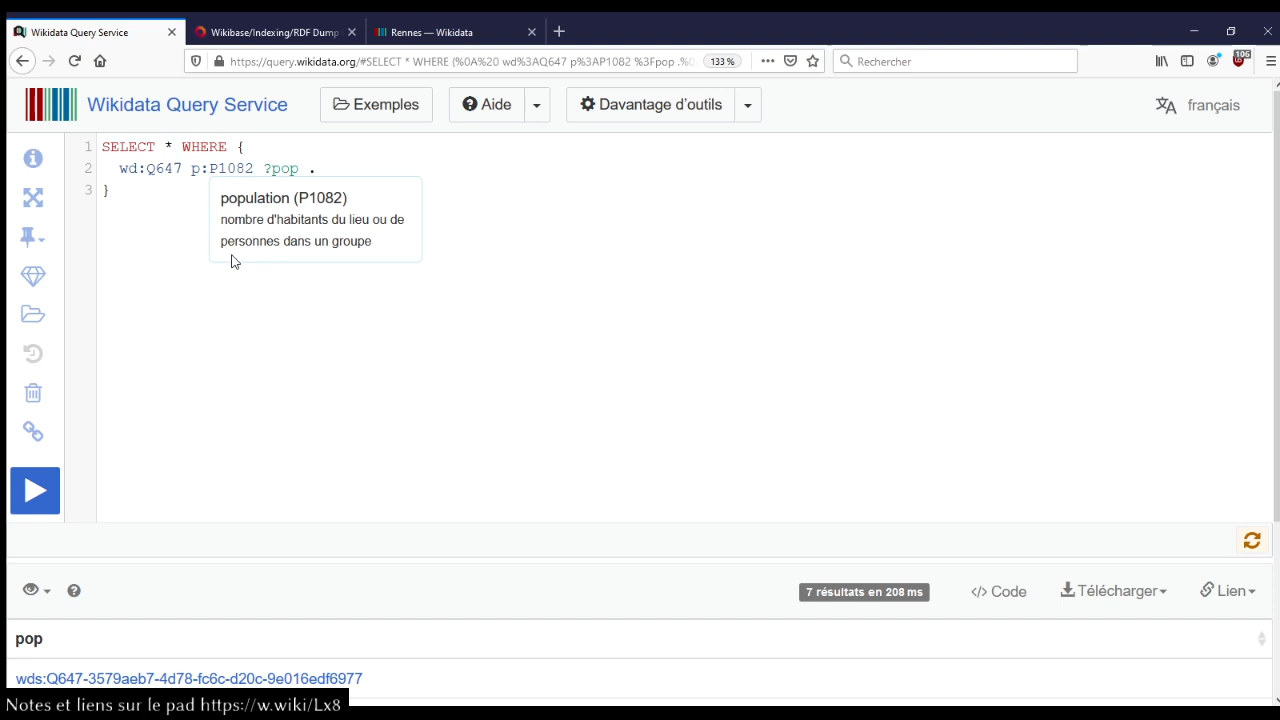 Wikidata Query Service
Wikibase/Indexing/RDF Dump
Rennes — Wikidata
https://query.wikidata.org/#SELECT * WHERE {%0A%20 wd%3AQ647 p%3AP1082 %3Fpop .%0
133 %
Rechercher
106
Wikidata Query Service
Exemples
Aide
Davantage d'outils
français
1 SELECT * WHERE {
2 wd:Q647 p:P1082 ?pop .
3 }
population (P1082)
nombre d'habitants du lieu ou de
personnes dans un groupe
7 résultats en 208 ms
</> Code
Télécharger
Lien
pop
wds:Q647-3579aeb7-4d78-fc6c-d20c-9e016edf6977
Notes et liens sur le pad https://w.wiki/Lx8